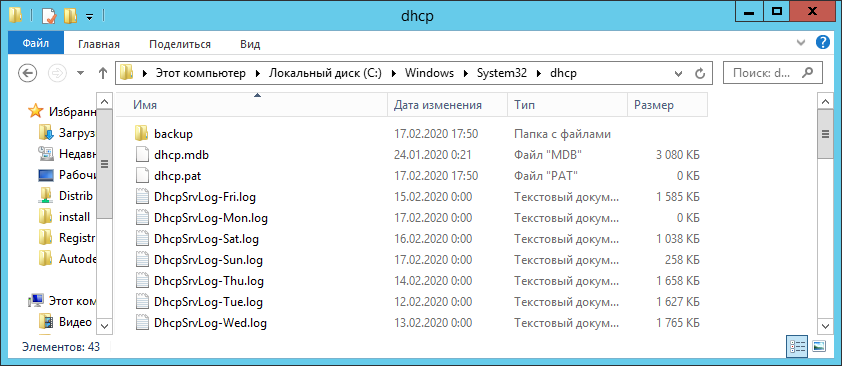 dhcp
Файл Главная Поделиться Вид
Этот компьютер Локальный диск (C:) Windows System32 dhcp Поиск: d...
Имя Дата изменения Тип Размер
Избранн
Загруз
Недавн
Рабочи
Distrib
install
Registr
Autode
Этот комп
Видео
backup 17.02.2020 17:50 Папка с файлами
dhcp.mdb 24.01.2020 0:21 Файл "MDB" 3 080 КБ
dhcp.pat 17.02.2020 17:50 Файл "PAT" 0 КБ
DhcpSrvLog-Fri.log 15.02.2020 0:00 Текстовый докум... 1 585 КБ
DhcpSrvLog-Mon.log 17.02.2020 0:00 Текстовый докум... 0 КБ
DhcpSrvLog-Sat.log 16.02.2020 0:00 Текстовый докум... 1 038 КБ
DhcpSrvLog-Sun.log 17.02.2020 0:00 Текстовый докум... 258 КБ
DhcpSrvLog-Thu.log 14.02.2020 0:00 Текстовый докум... 1 658 КБ
DhcpSrvLog-Tue.log 12.02.2020 0:00 Текстовый докум... 1 627 КБ
DhcpSrvLog-Wed.log 13.02.2020 0:00 Текстовый докум... 1 765 КБ
Элементов: 43